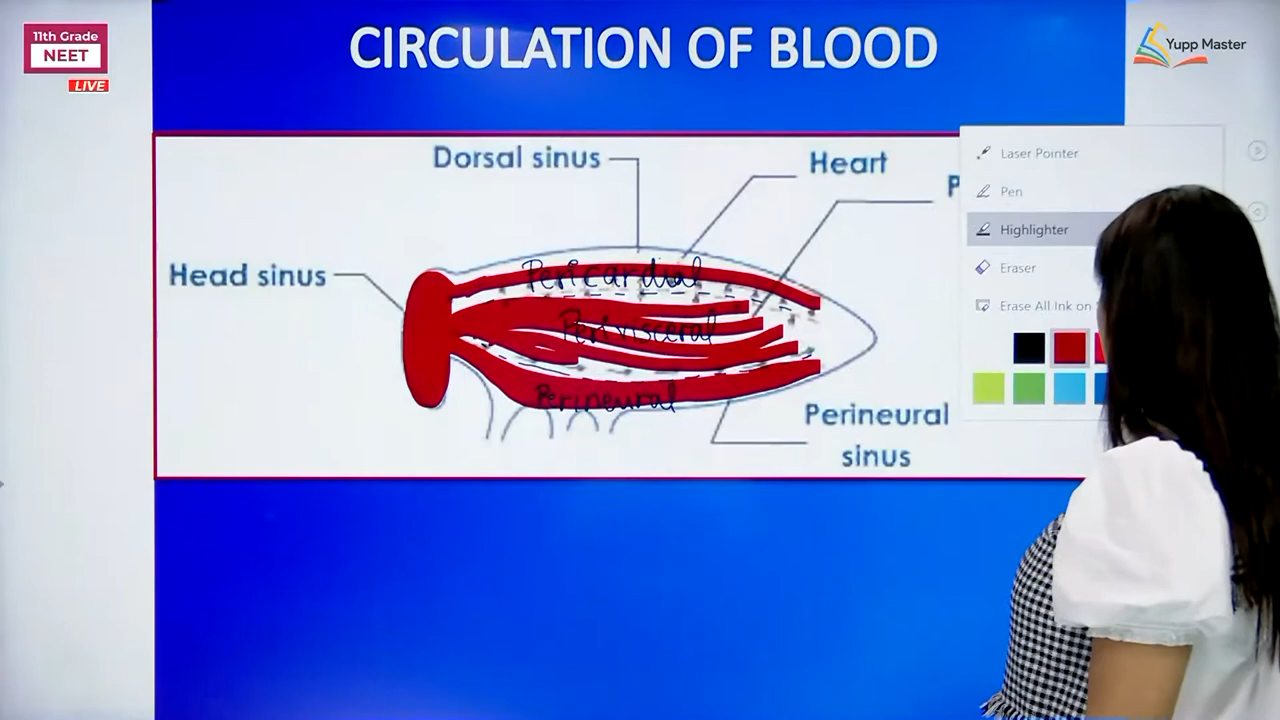 11th Grade
NEET
LIVE
CIRCULATION OF BLOOD
Yupp Master
Dorsal sinus
Heart
P
Head sinus
Pericardial
Perivisceral
Perineural
Perineural
sinus
Laser Pointer
Pen
Highlighter
Eraser
Erase All Ink on